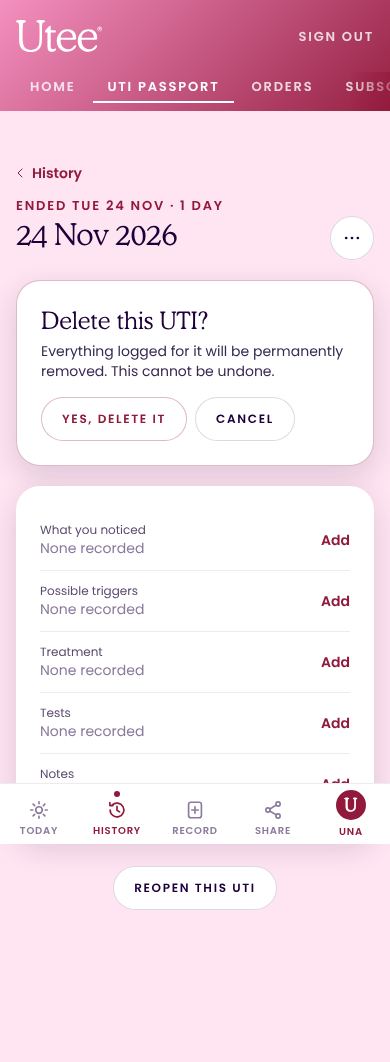 Utee®
SIGN OUT
HOME UTI PASSPORT ORDERS
History
ENDED TUE 24 NOV · 1 DAY
24 Nov 2026
Delete this UTI?
Everything logged for it will be permanently
removed. This cannot be undone.
YES, DELETE IT CANCEL
What you noticed
None recorded
Add
Possible triggers
None recorded
Add
Treatment
None recorded
Add
Tests
None recorded
Add
Notes
Add
TODAY HISTORY RECORD SHARE U UNA
REOPEN THIS UTI